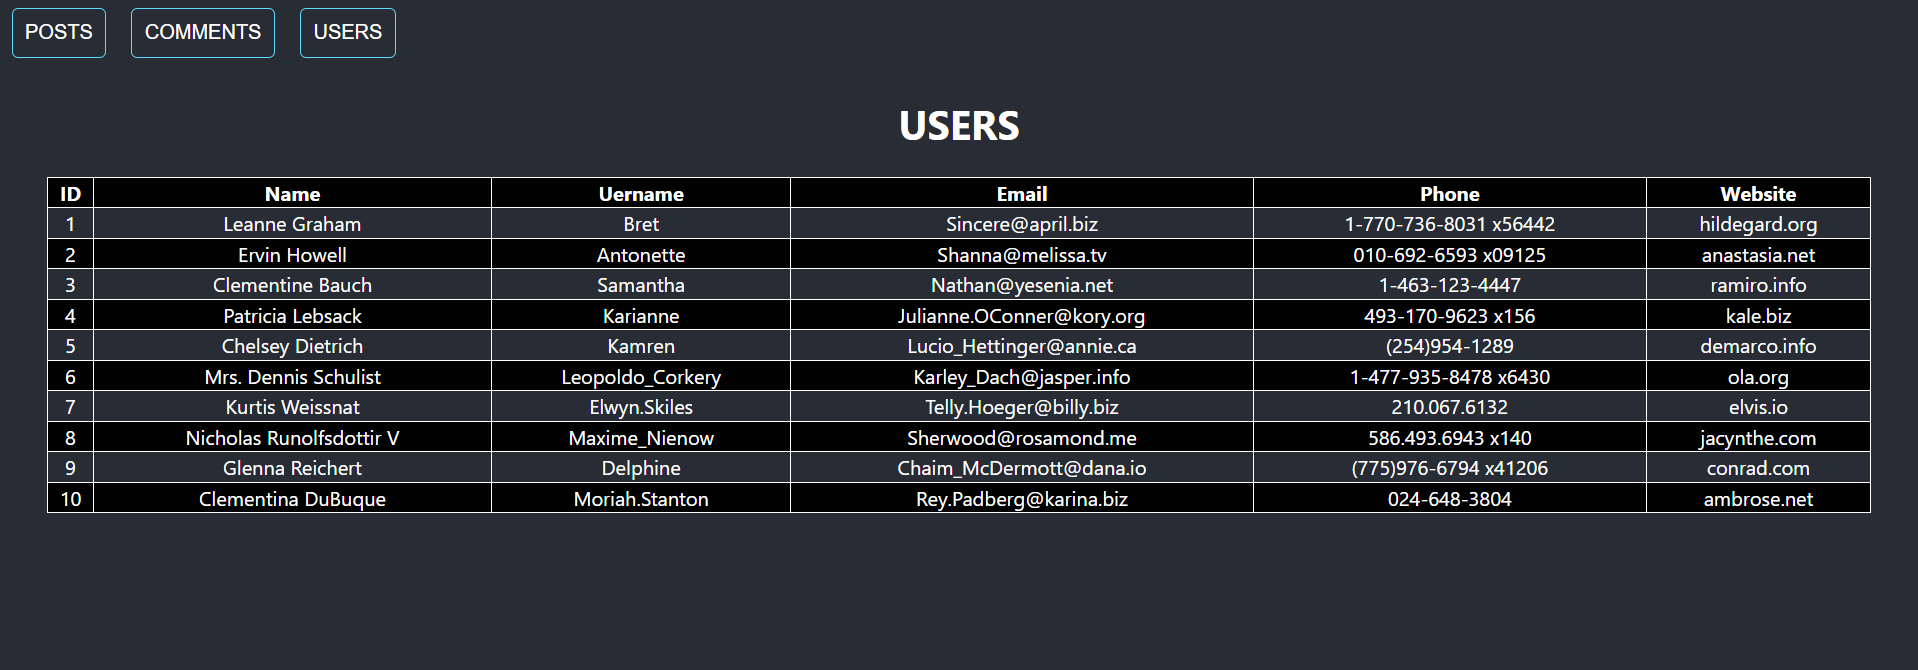 POSTS COMMENTS USERS
USERS
ID Name Uername Email Phone Website
1 Leanne Graham Bret Sincere@april.biz 1-770-736-8031 x56442 hildegard.org
2 Ervin Howell Antonette Shanna@melissa.tv 010-692-6593 x09125 anastasia.net
3 Clementine Bauch Samantha Nathan@yesenia.net 1-463-123-4447 ramiro.info
4 Patricia Lebsack Karianne Julianne.OConner@kory.org 493-170-9623 x156 kale.biz
5 Chelsey Dietrich Kamren Lucio_Hettinger@annie.ca (254)954-1289 demarco.info
6 Mrs. Dennis Schulist Leopoldo_Corkery Karley_Dach@jasper.info 1-477-935-8478 x6430 ola.org
7 Kurtis Weissnat Elwyn.Skiles Telly.Hoeger@billy.biz 210.067.6132 elvis.io
8 Nicholas Runolfsdottir V Maxime_Nienow Sherwood@rosamond.me 586.493.6943 x140 jacynthe.com
9 Glenna Reichert Delphine Chaim_McDermott@dana.io (775)976-6794 x41206 conrad.com
10 Clementina DuBuque Moriah.Stanton Rey.Padberg@karina.biz 024-648-3804 ambrose.net